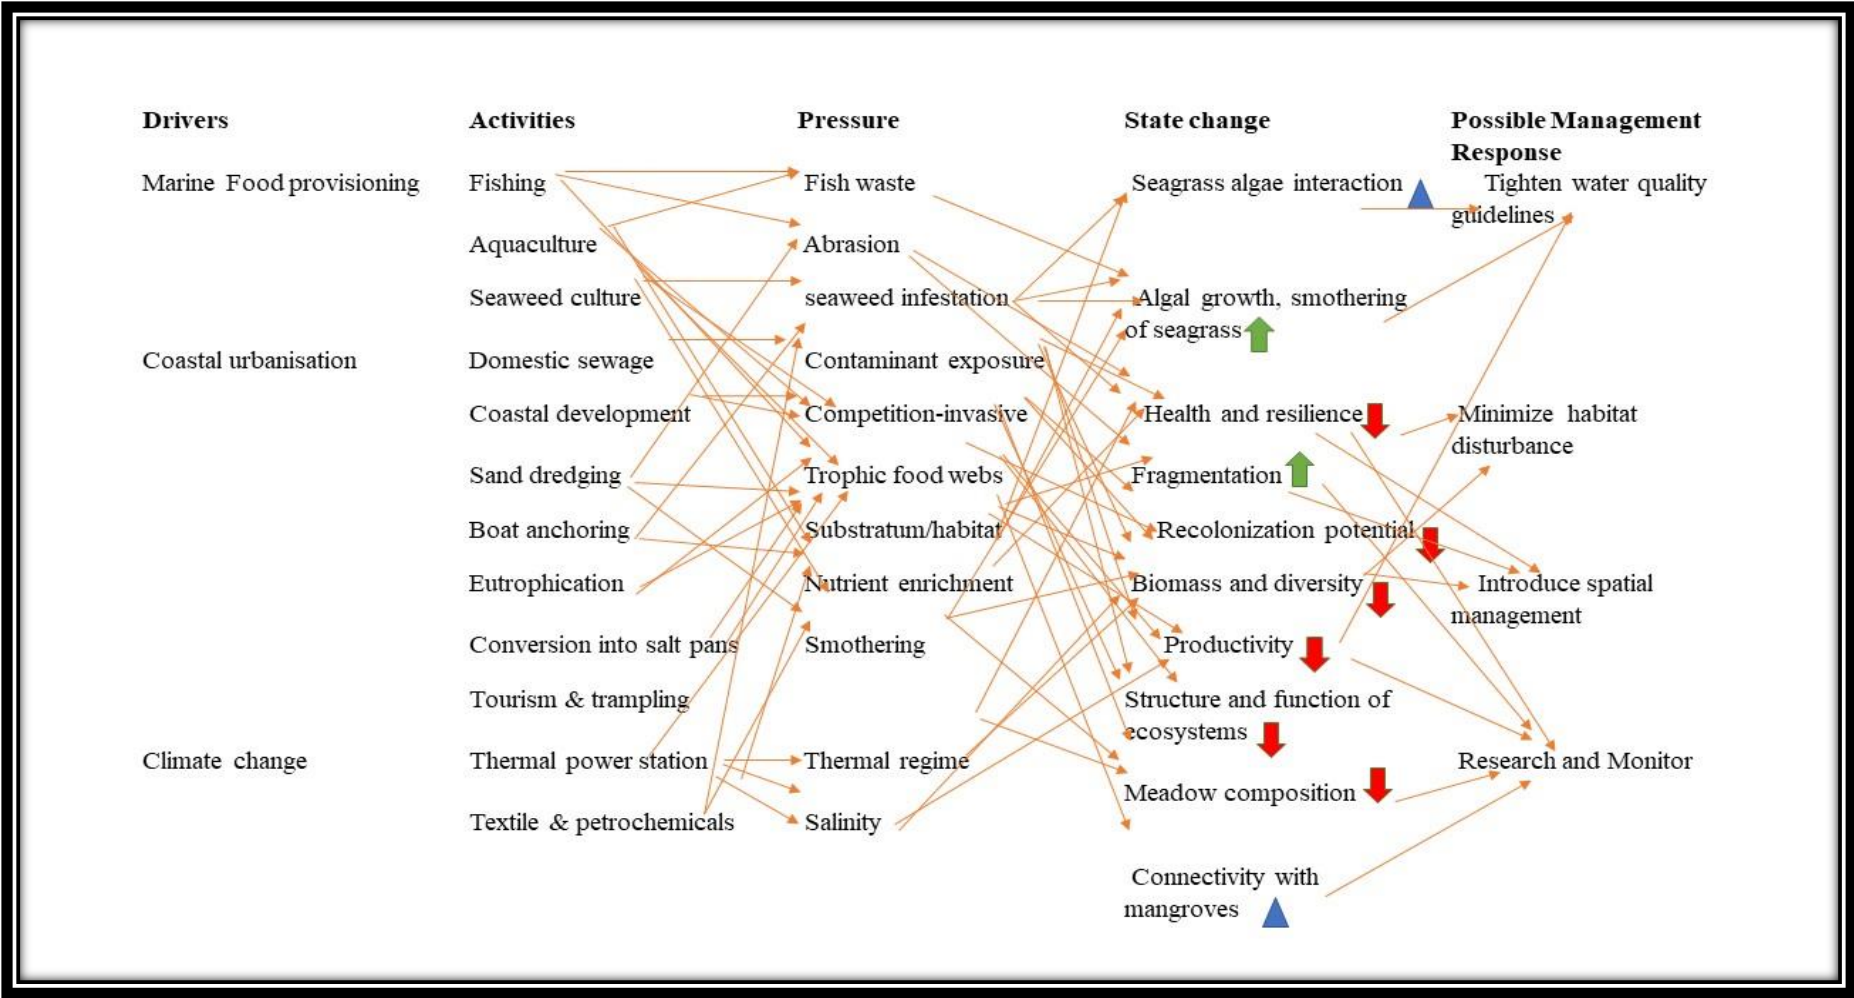 Drivers Activities Pressure State change Possible Management
Response
Marine Food provisioning Fishing Fish waste Seagrass algae interaction Tighten water quality
guidelines
Aquaculture Abrasion
Seaweed culture seaweed infestation Algal growth, smothering
of seagrass
Coastal urbanisation Domestic sewage Contaminant exposure
Coastal development Competition-invasive Health and resilience Minimize habitat
disturbance
Sand dredging Trophic food webs Fragmentation
Boat anchoring Substratum/habitat Recolonization potential
Eutrophication Nutrient enrichment Biomass and diversity Introduce spatial
management
Conversion into salt pans Smothering Productivity
Tourism & trampling Structure and function of
ecosystems
Climate change Thermal power station Thermal regime Research and Monitor
Meadow composition
Textile & petrochemicals Salinity
Connectivity with
mangroves